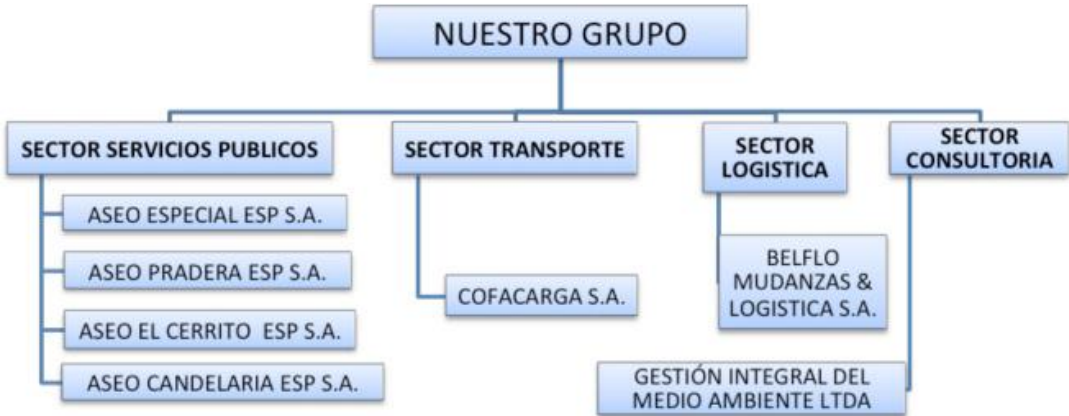 NUESTRO GRUPO
SECTOR SERVICIOS PUBLICOS
ASEO ESPECIAL ESP S.A.
ASEO PRADERA ESP S.A.
ASEO EL CERRITO ESP S.A.
ASEO CANDELARIA ESP S.A.
SECTOR TRANSPORTE
COFACARGA S.A.
SECTOR
LOGISTICA
BELFLO
MUDANZAS &
LOGISTICA S.A.
SECTOR
CONSULTORIA
GESTIÓN INTEGRAL DEL
MEDIO AMBIENTE LTDA